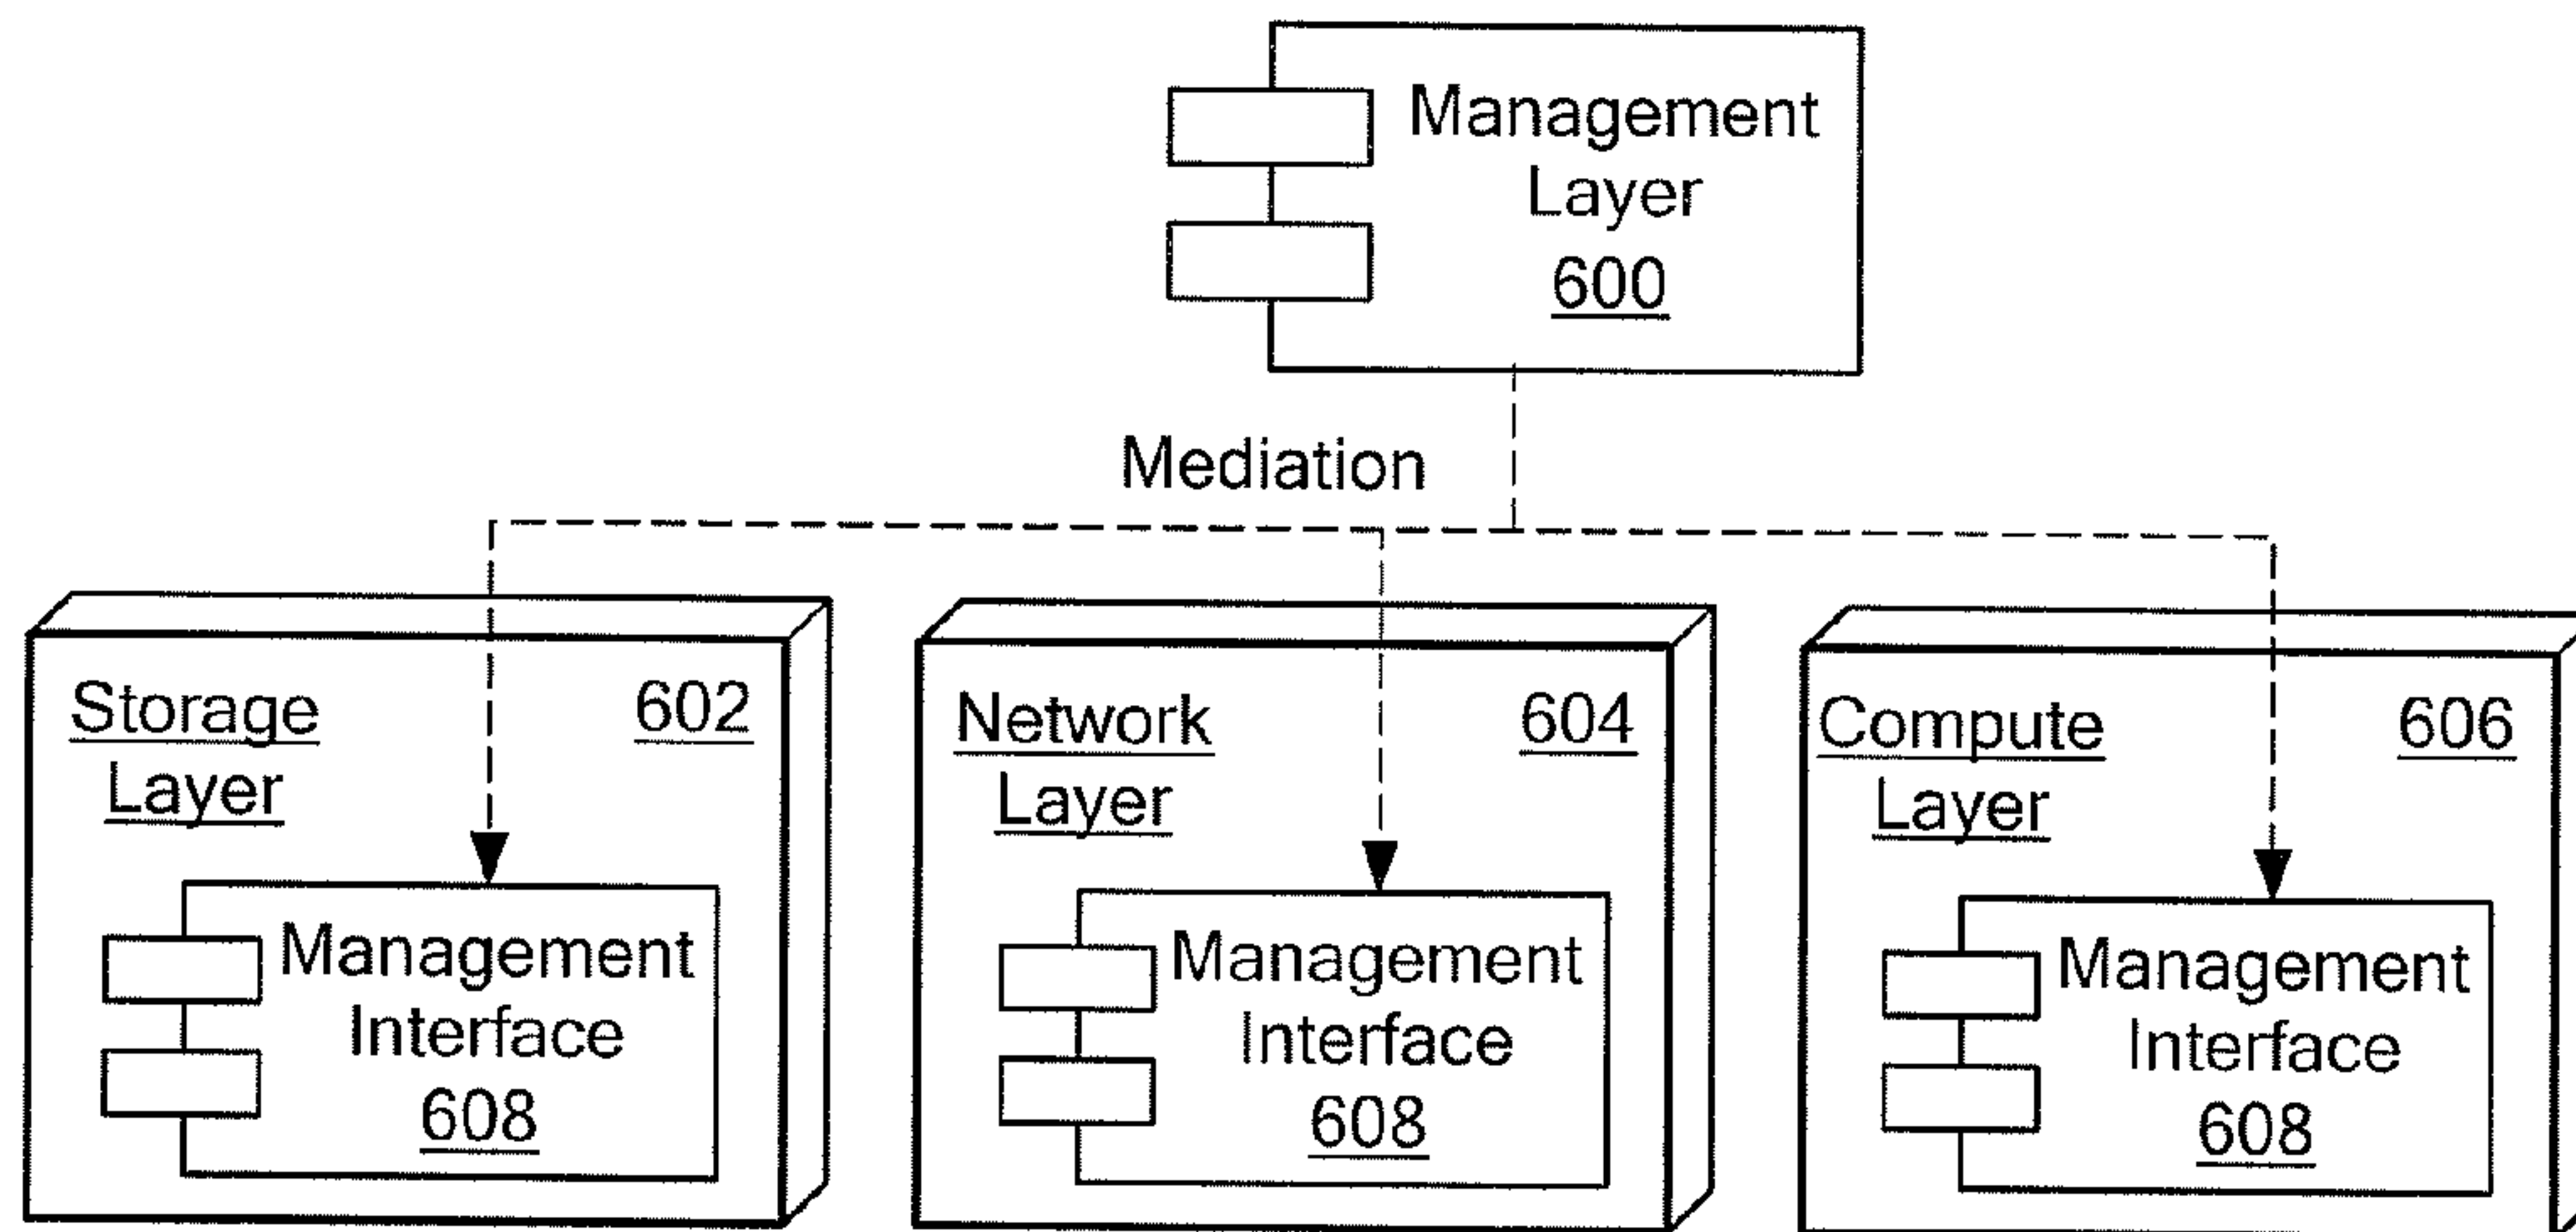 Management
Layer
600
Mediation
Storage 602
Layer
Management
Interface
608
Network 604
Layer
Management
Interface
608
Compute 606
Layer
Management
Interface
608